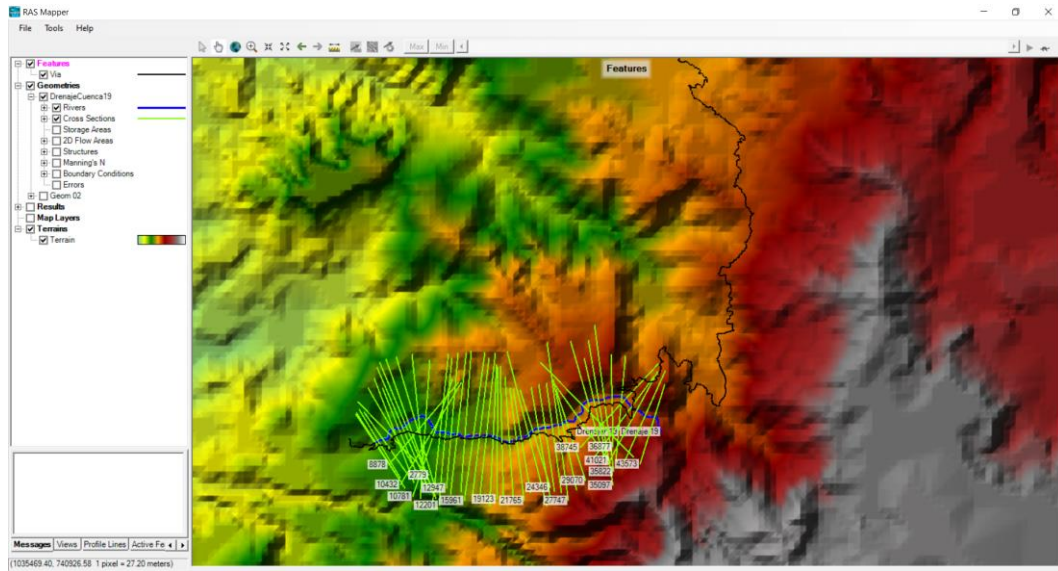 RAS Mapper
File Tools Help
Max Min
Features
Via
Geometries
DrenajeCuenca19
Rivers
Cross Sections
Storage Areas
2D Flow Areas
Structures
Manning's N
Boundary Conditions
Errors
Geom 02
Results
Map Layers
Terrains
Terrain
Features
Drenaje 19
38745 36877
8878 41021 43573
2779 35822
10432 12947 29070
24346 35097
10781 15961 19123 21765 27747
12201
Messages Views Profile Lines Active Fe
(1035469.40, 740926.58 1 pixel = 27.20 meters)